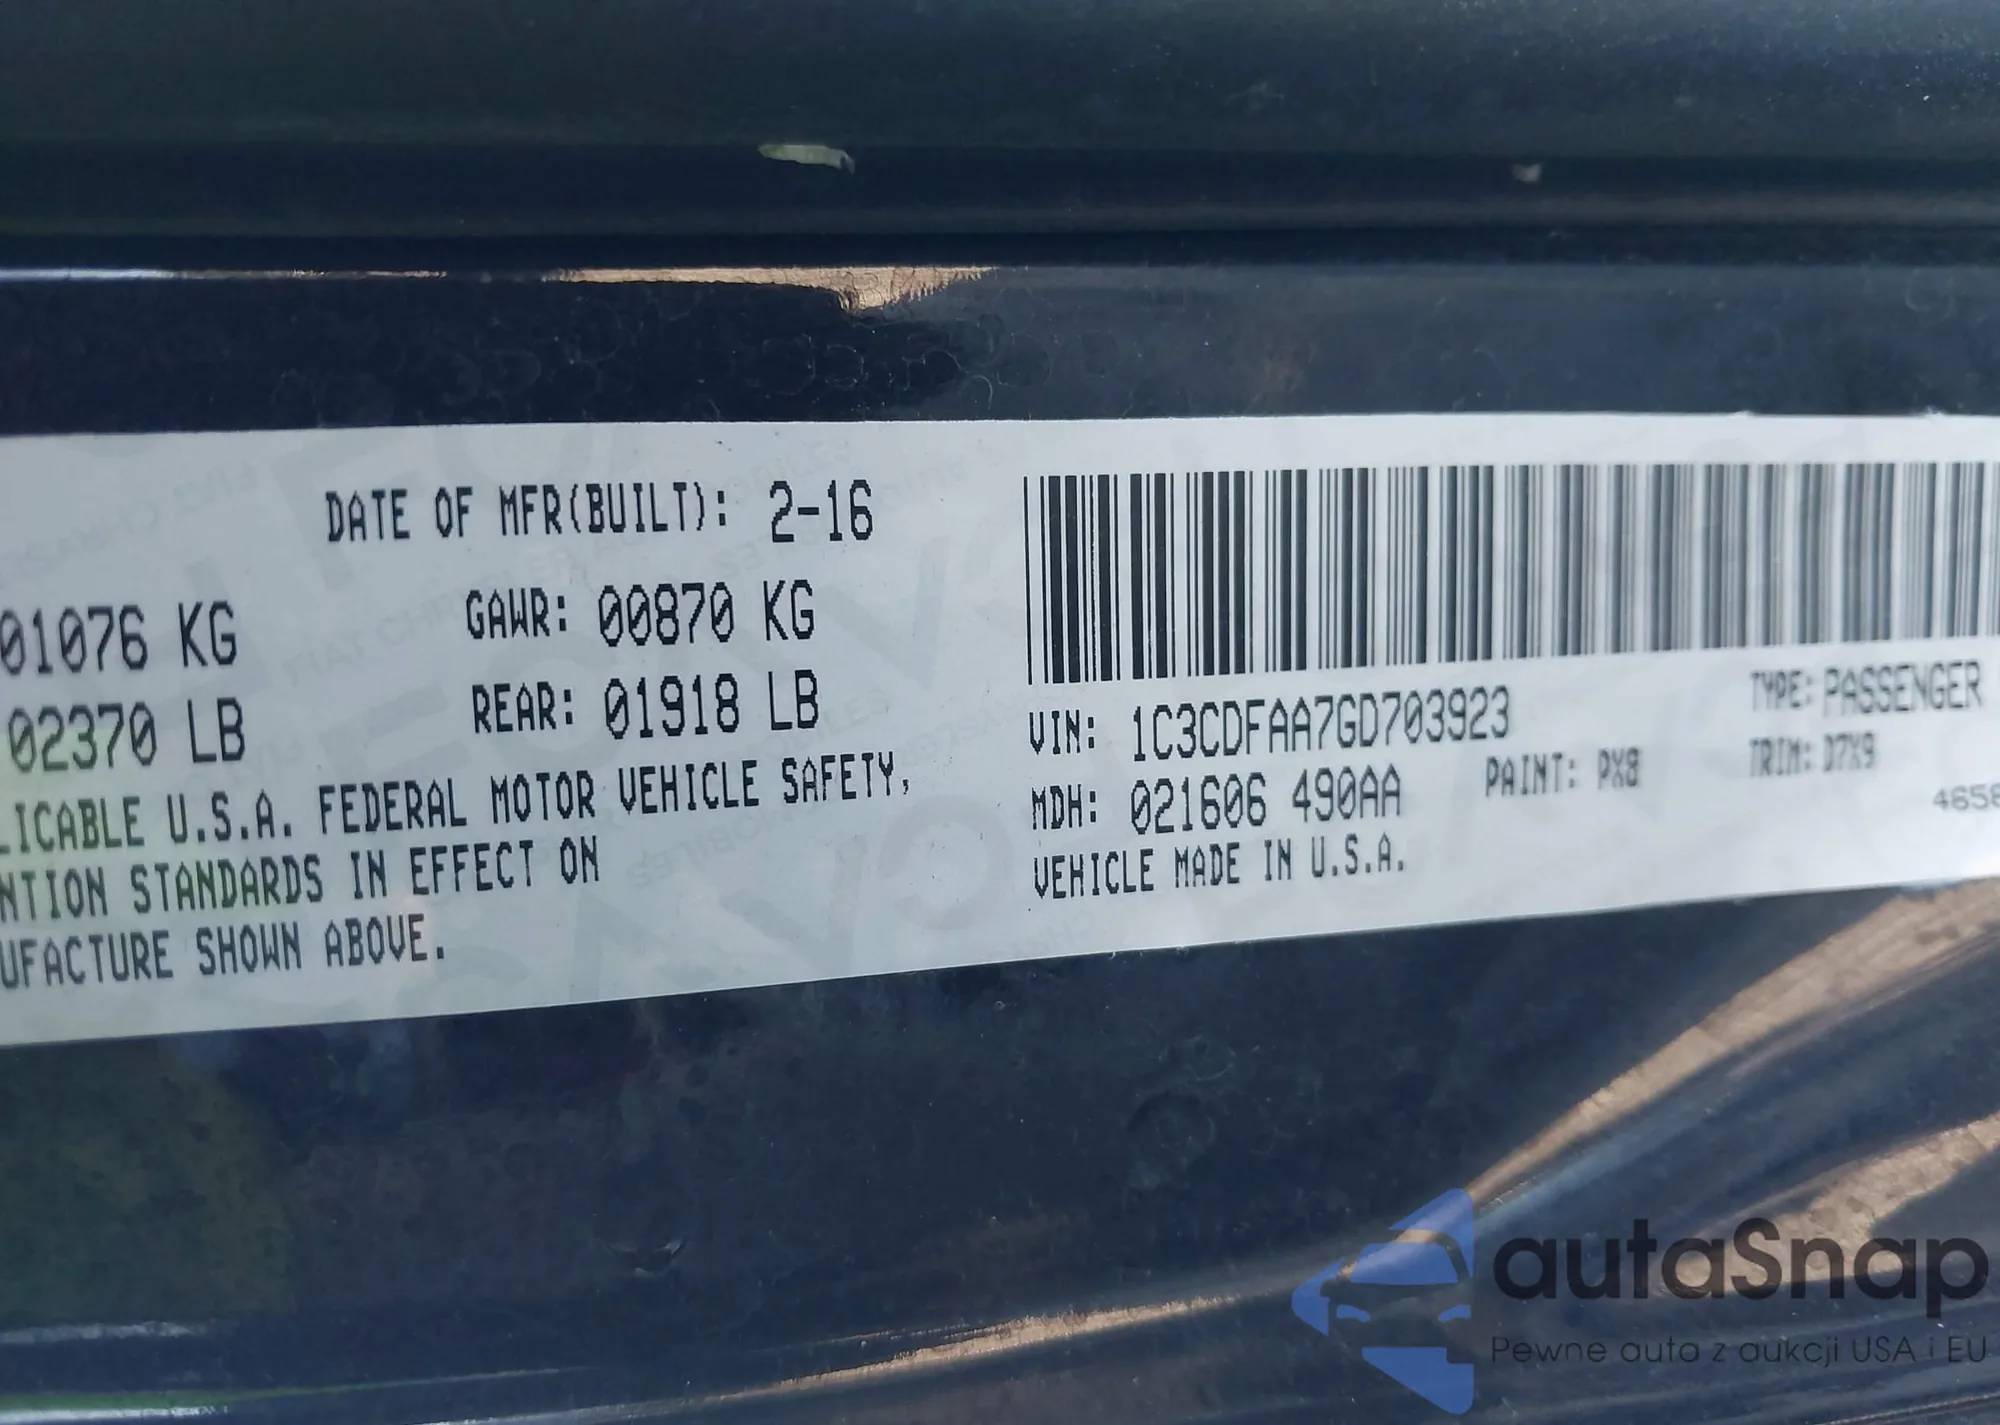 DATE OF MFR(BUILT): 2-16
01076 KG GAWR: 00870 KG
02370 LB REAR: 01918 LB
LICABLE U.S.A. FEDERAL MOTOR VEHICLE SAFETY,
NTION STANDARDS IN EFFECT ON
UFACTURE SHOWN ABOVE.
VIN: 1C3CDFAA7GD703923 TYPE: PASSENGER
MDH: 021606 490AA PAINT: PX8 TRIM: D7X9
VEHICLE MADE IN U.S.A.
4658
autaSnap
Pewne auta z aukcji USA i EU